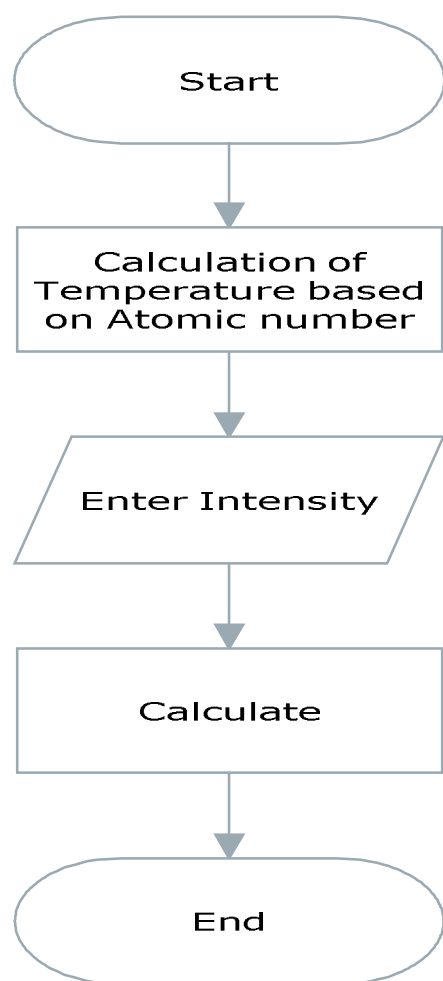 Start
Calculation of
Temperature based
on Atomic number
Enter Intensity
Calculate
End